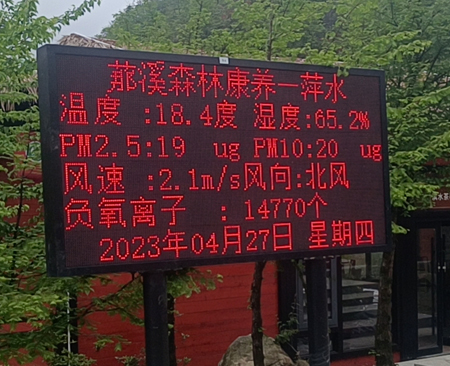 蓢溪森林康养一萍水
温度 :18.4度 湿度:65.2%
PM2.5:19 ug PM10:20 ug
风速 :2.1m/s风向:北风
负氧离子 : 14770个
2023年04月27日 星期四